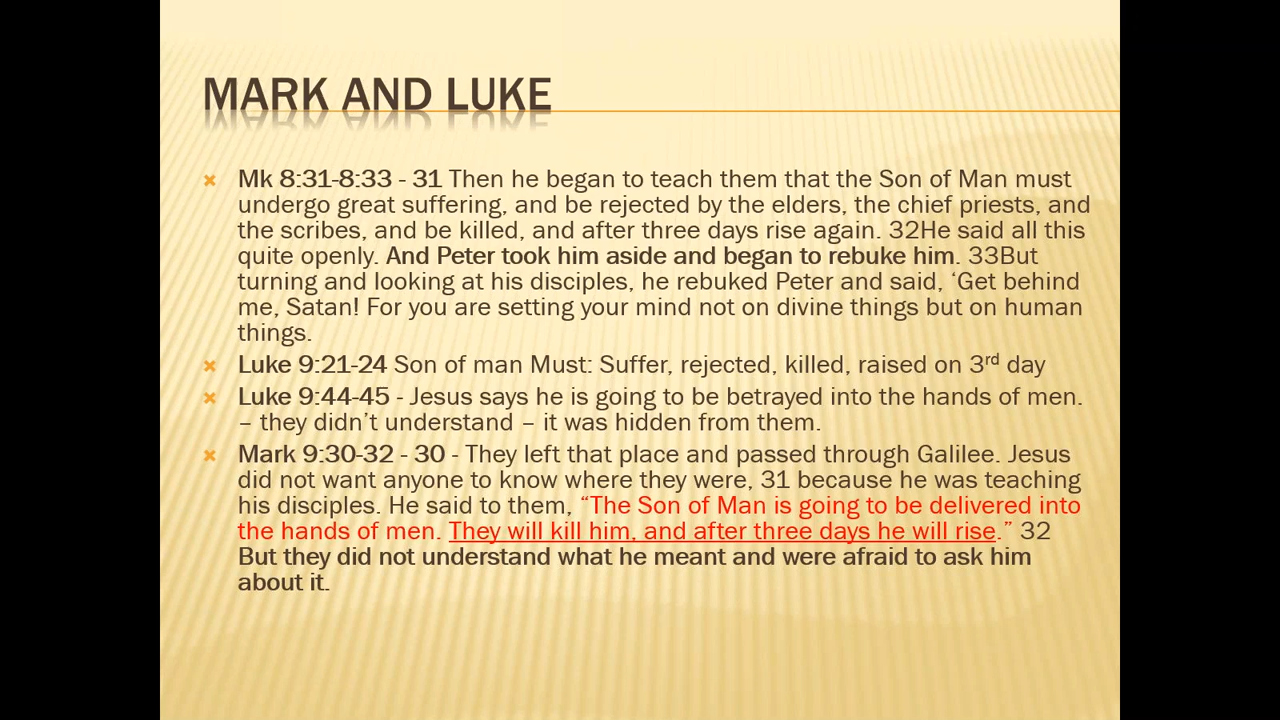 MARK AND LUKE
Mk 8:31-8:33 - 31 Then he began to teach them that the Son of Man must
undergo great suffering, and be rejected by the elders, the chief priests, and
the scribes, and be killed, and after three days rise again. 32He said all this
quite openly. And Peter took him aside and began to rebuke him. 33But
turning and looking at his disciples, he rebuked Peter and said, ‘Get behind
me, Satan! For you are setting your mind not on divine things but on human
things.
Luke 9:21-24 Son of man Must: Suffer, rejected, killed, raised on 3rd day
Luke 9:44-45 - Jesus says he is going to be betrayed into the hands of men.
– they didn’t understand – it was hidden from them.
Mark 9:30-32 - 30 - They left that place and passed through Galilee. Jesus
did not want anyone to know where they were, 31 because he was teaching
his disciples. He said to them, “The Son of Man is going to be delivered into
the hands of men. They will kill him, and after three days he will rise.” 32
But they did not understand what he meant and were afraid to ask him
about it.